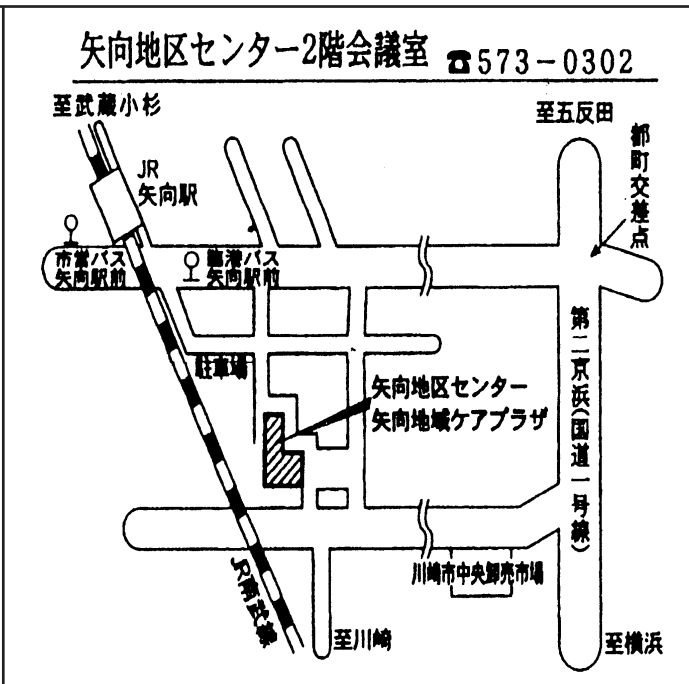 矢向地区センター2階会議室 ☎573-0302
至武蔵小杉
至五反田
都町交差点
JR
矢向駅
市営バス
矢向駅前
臨港バス
矢向駅前
駐車場
矢向地区センター
矢向地域ケアプラザ
第二京浜(国道一号線)
川崎市中央卸売市場
JR南武線
至川崎
至横浜